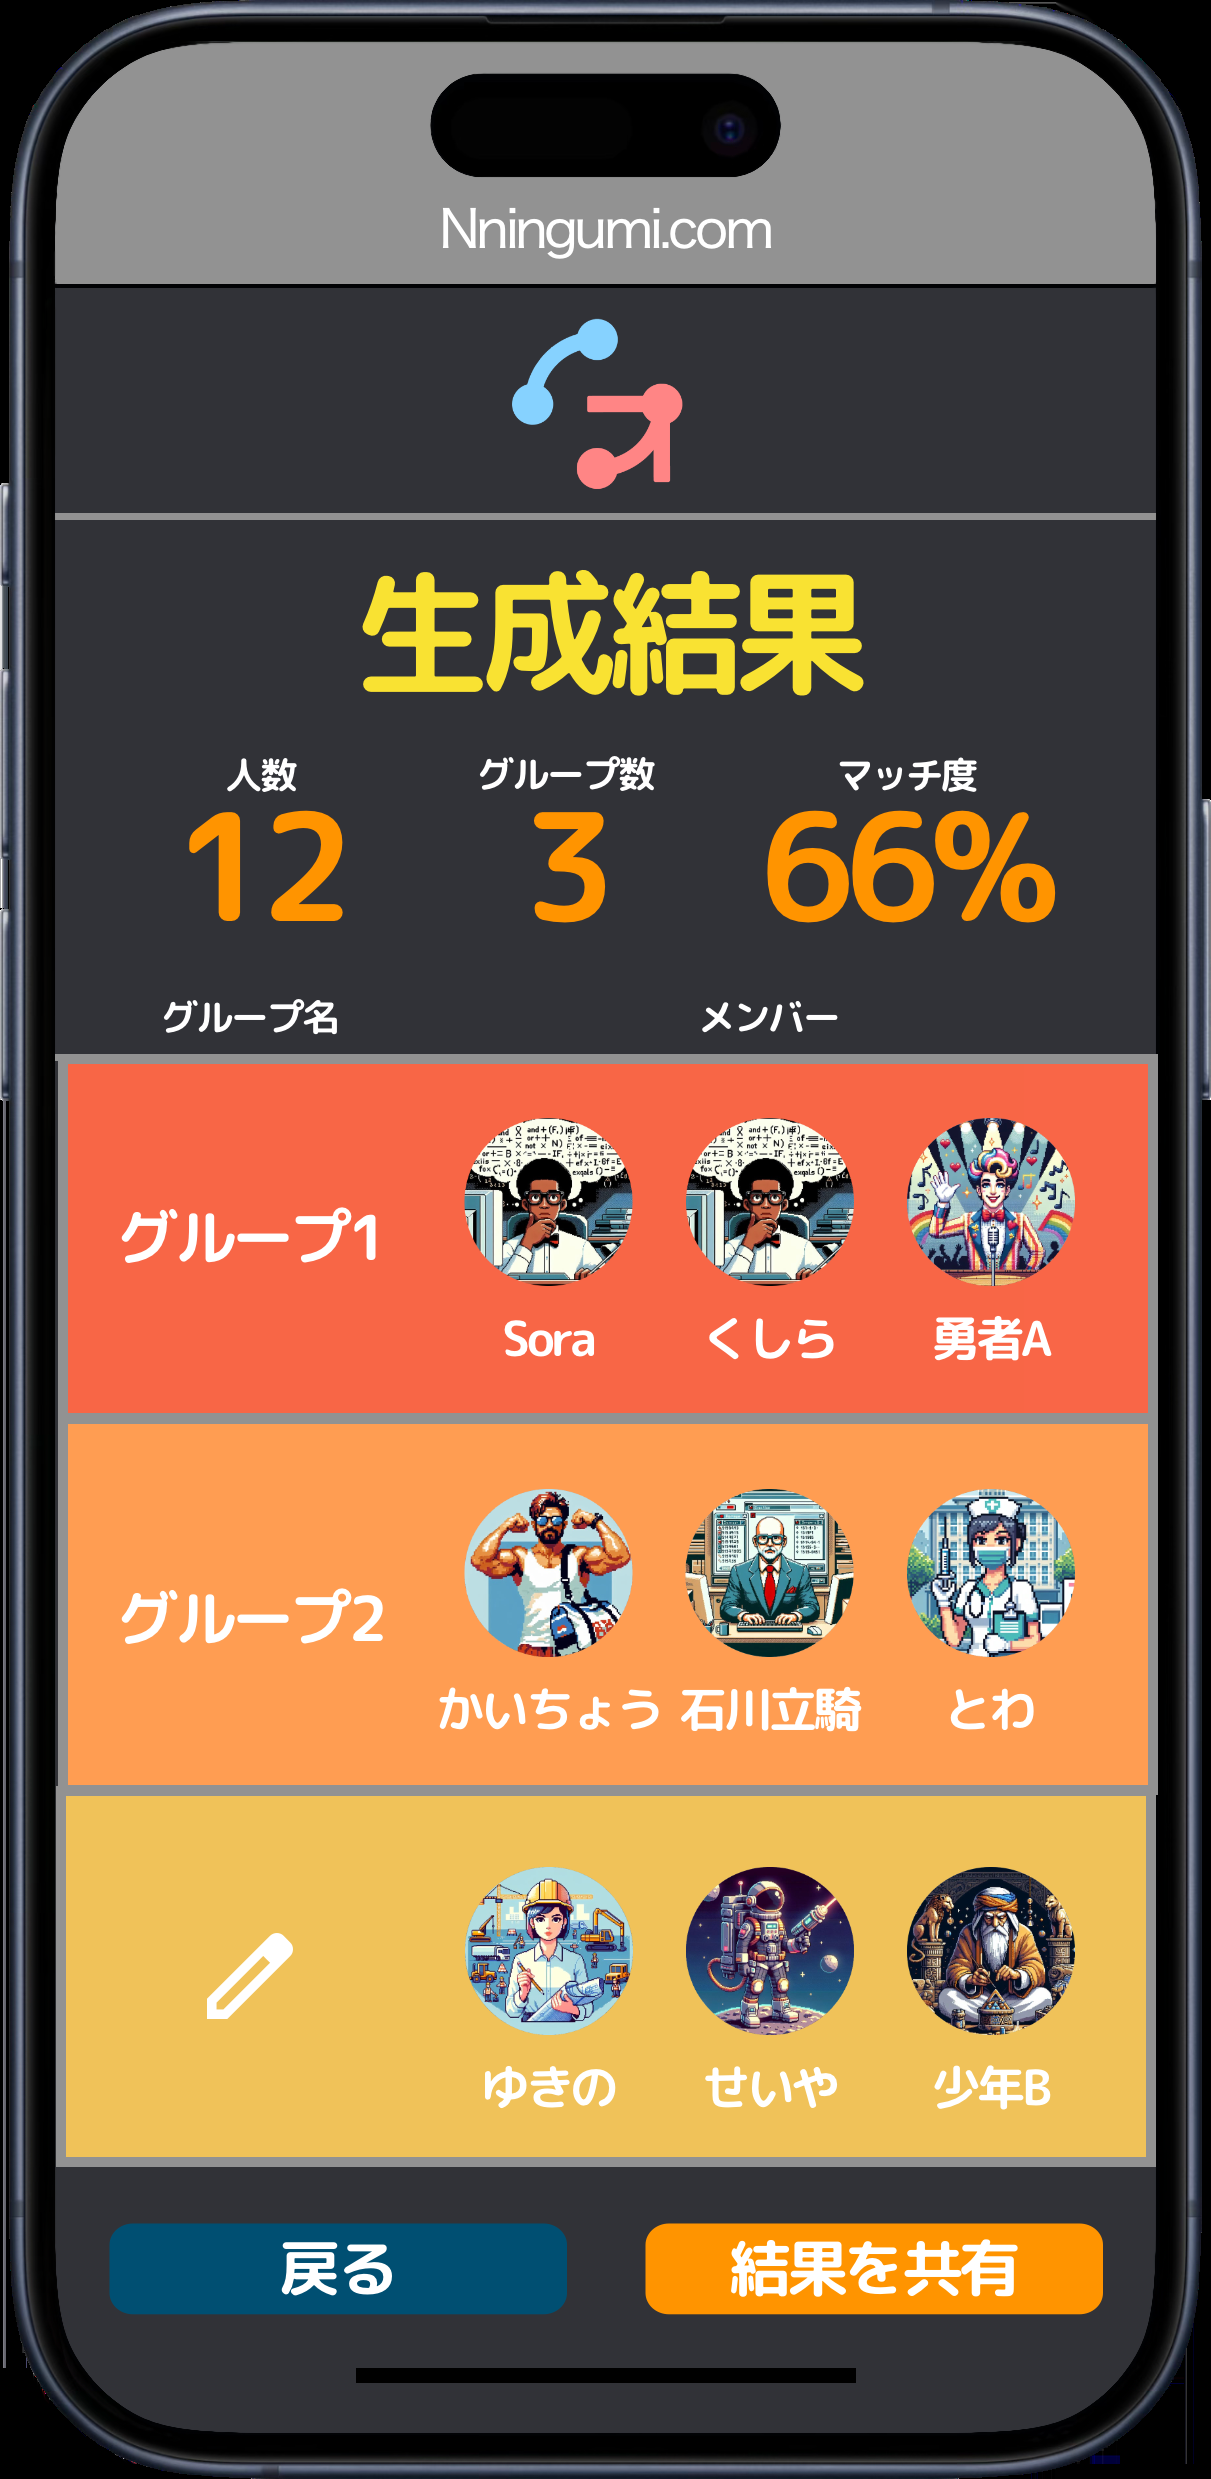 Nningumi.com
生成結果
人数 グループ数 マッチ度
12 3 66%
グループ名 メンバー
グループ1
Sora くしら 勇者A
グループ2
かいちょう 石川立騎 とわ
ゆきの せいや 少年B
戻る 結果を共有